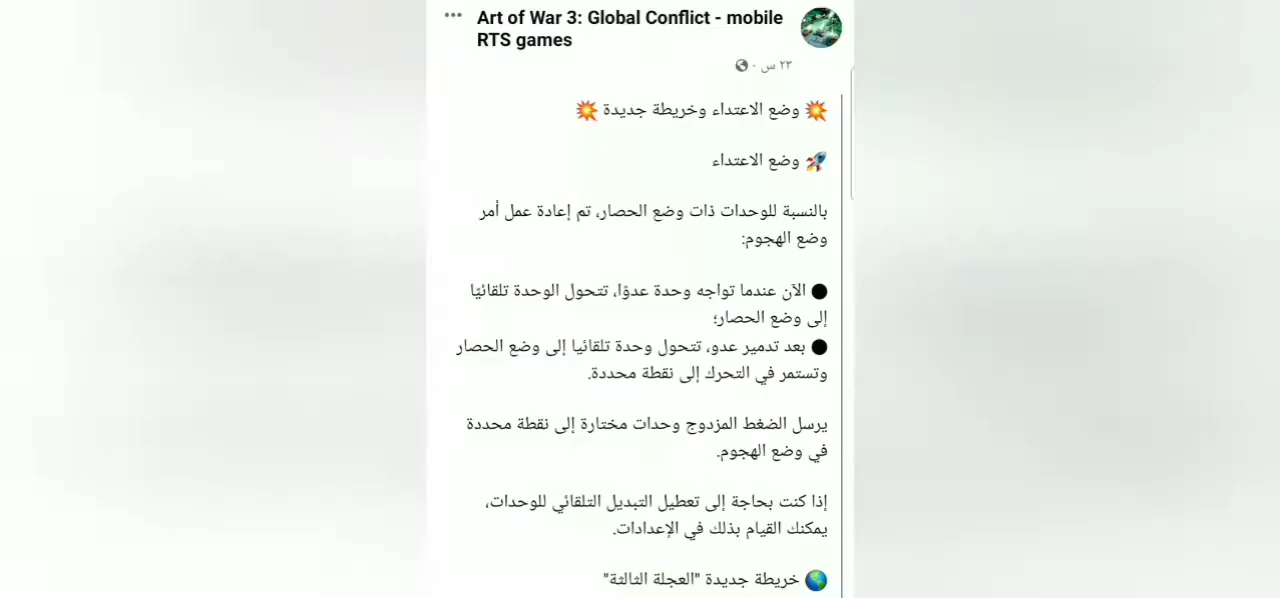 Art of War 3: Global Conflict - mobile
RTS games
٢٣ س
💥 وضع الاعتداء وخريطة جديدة 💥
🚀 وضع الاعتداء
بالنسبة للوحدات ذات وضع الحصار، تم إعادة عمل أمر
وضع الهجوم:
● الآن عندما تواجه وحدة عدوًا، تتحول الوحدة تلقائيًا
إلى وضع الحصار؛
● بعد تدمير عدو، تتحول وحدة تلقائيا إلى وضع الحصار
وتستمر في التحرك إلى نقطة محددة.
يرسل الضغط المزدوج وحدات مختارة إلى نقطة محددة
في وضع الهجوم.
إذا كنت بحاجة إلى تعطيل التبديل التلقائي للوحدات،
يمكنك القيام بذلك في الإعدادات.
🌎 خريطة جديدة "العجلة الثالثة"